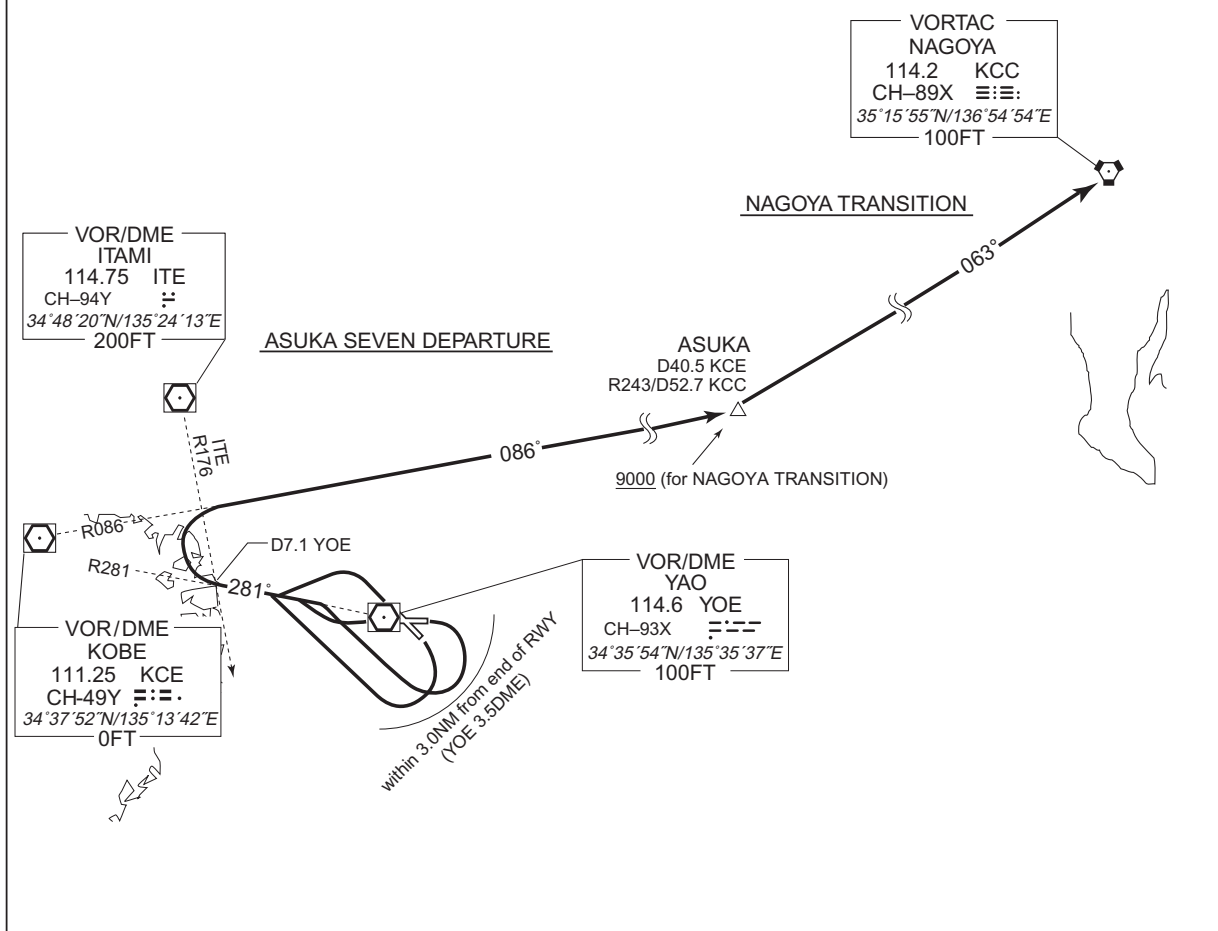 VORTAC
NAGOYA
114.2 KCC
CH–89X
35°15′55″N/136°54′54″E
100FT
NAGOYA TRANSITION
063°
VOR/DME
ITAMI
114.75 ITE
CH–94Y
34°48′20″N/135°24′13″E
200FT
ASUKA SEVEN DEPARTURE
ASUKA
D40.5 KCE
R243/D52.7 KCC
ITE
R176
086°
9000 (for NAGOYA TRANSITION)
R086
D7.1 YOE
R281
281°
VOR/DME
YAO
114.6 YOE
CH–93X
34°35′54″N/135°35′37″E
100FT
VOR/DME
KOBE
111.25 KCE
CH-49Y
34°37′52″N/135°13′42″E
0FT
within 3.0NM from end of RWY
(YOE 3.5DME)